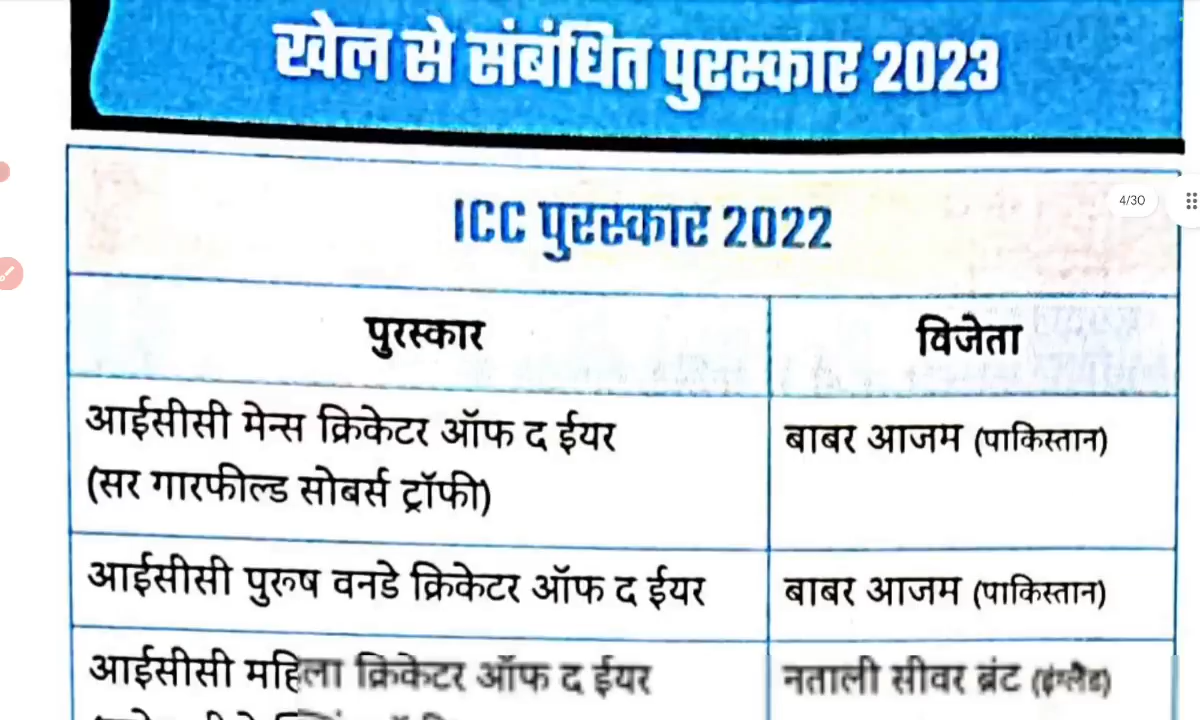 खेल से संबंधित पुरस्कार 2023
ICC पुरस्कार 2022
4/30
पुरस्कार
विजेता
आईसीसी मेन्स क्रिकेटर ऑफ द ईयर
(सर गारफील्ड सोबर्स ट्रॉफी)
बाबर आजम (पाकिस्तान)
आईसीसी पुरुष वनडे क्रिकेटर ऑफ द ईयर
बाबर आजम (पाकिस्तान)
आईसीसी महिला क्रिकेटर ऑफ द ईयर
नताली सीवर ब्रंट (इंग्लैंड)